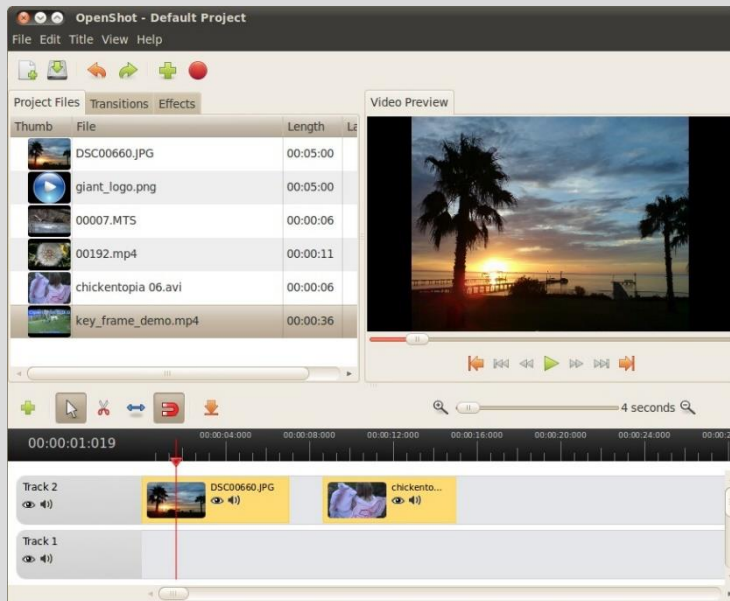 OpenShot - Default Project
File Edit Title View Help
Project Files Transitions Effects
Video Preview
Thumb File Length
DSC00660.JPG 00:05:00
giant_logo.png 00:05:00
00007.MTS 00:00:06
00192.mp4 00:00:11
chickentopia 06.avi 00:00:06
key_frame_demo.mp4 00:00:36
4 seconds
00:00:01:019
00:00:04:000 00:00:08:000 00:00:12:000 00:00:16:000 00:00:20:000 00:00:24:000
Track 2
DSC00660.JPG
chickento...
Track 1